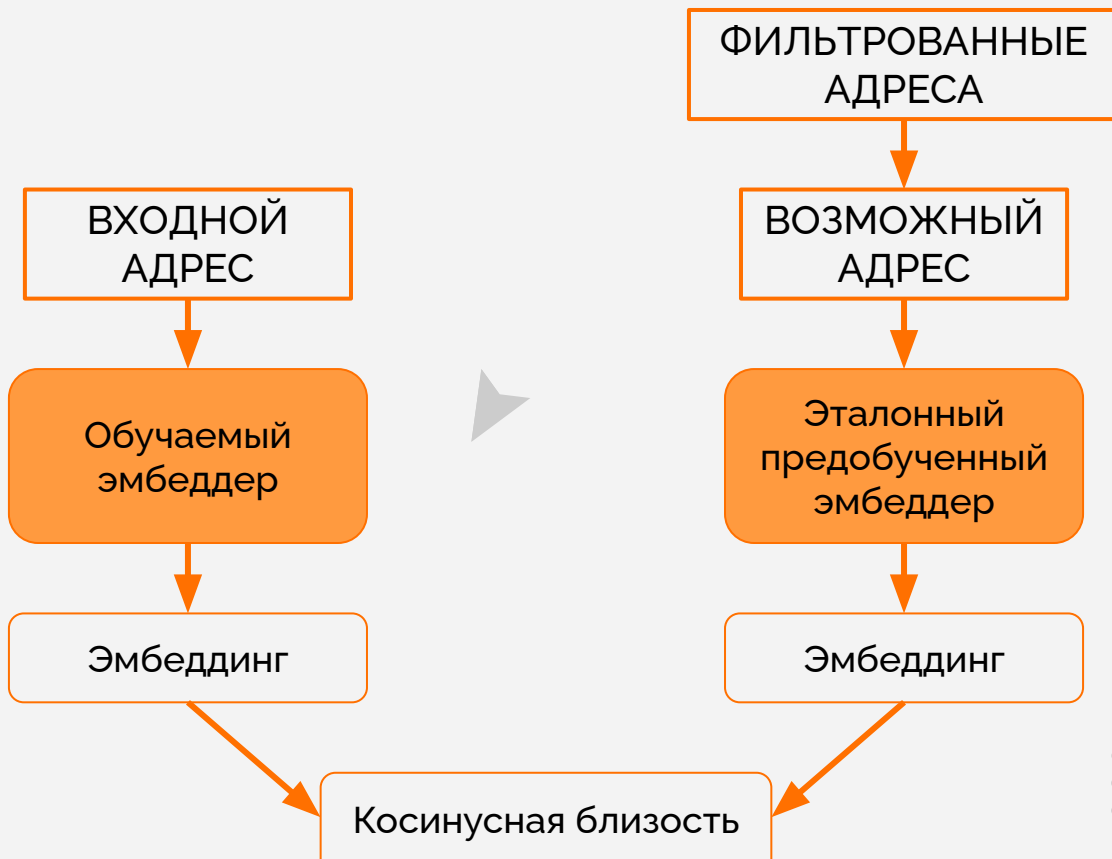 ФИЛЬТРОВАННЫЕ
АДРЕСА
ВХОДНОЙ
АДРЕС
ВОЗМОЖНЫЙ
АДРЕС
Обучаемый
эмбеддер
Эталонный
предобученный
эмбеддер
Эмбеддинг
Эмбеддинг
Косинусная близость